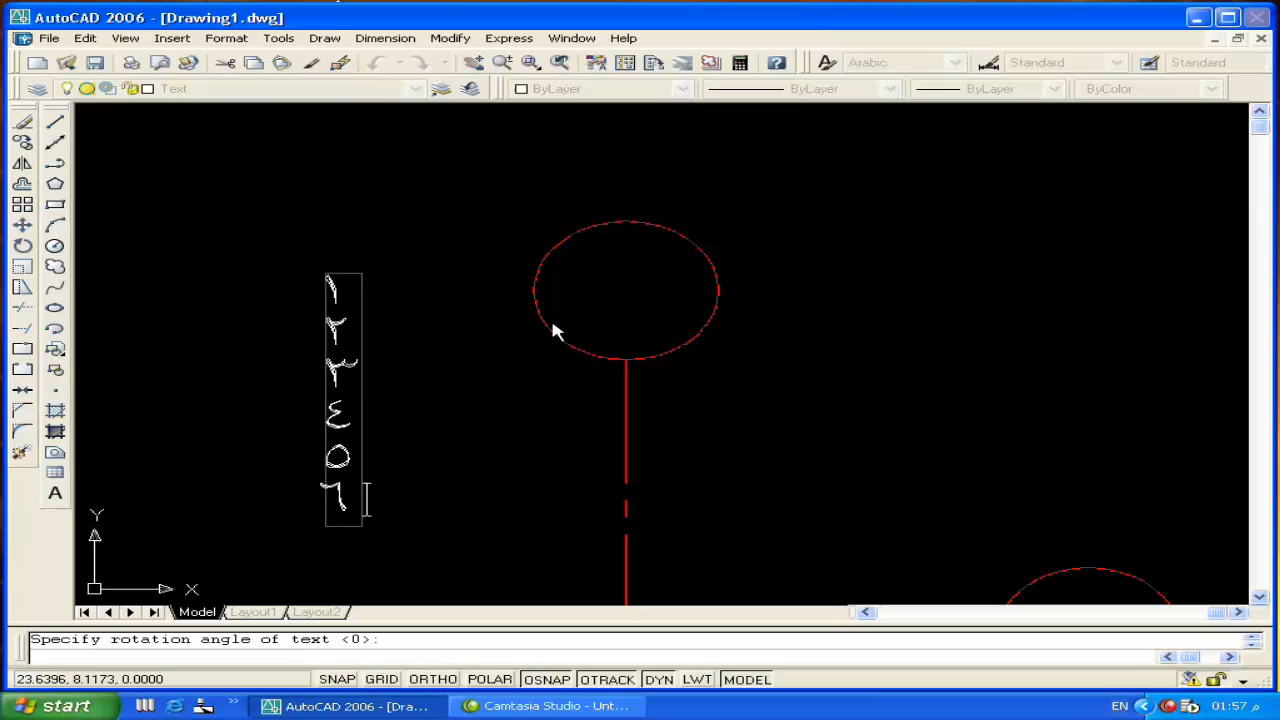 AutoCAD 2006 - [Drawing1.dwg]
File Edit View Insert Format Tools Draw Dimension Modify Express Window Help
Arabic Standard Standard
Text ByLayer ByLayer ByLayer ByColor
١
٢
٣
٤
٥
٦
Y
X
A
Model Layout1 Layout2
Specify rotation angle of text <0>:
23.6396, 8.1173, 0.0000 SNAP GRID ORTHO POLAR OSNAP OTRACK DYN LWT MODEL
start AutoCAD 2006 - [Dra... Camtasia Studio - Unt... EN 01:57 م